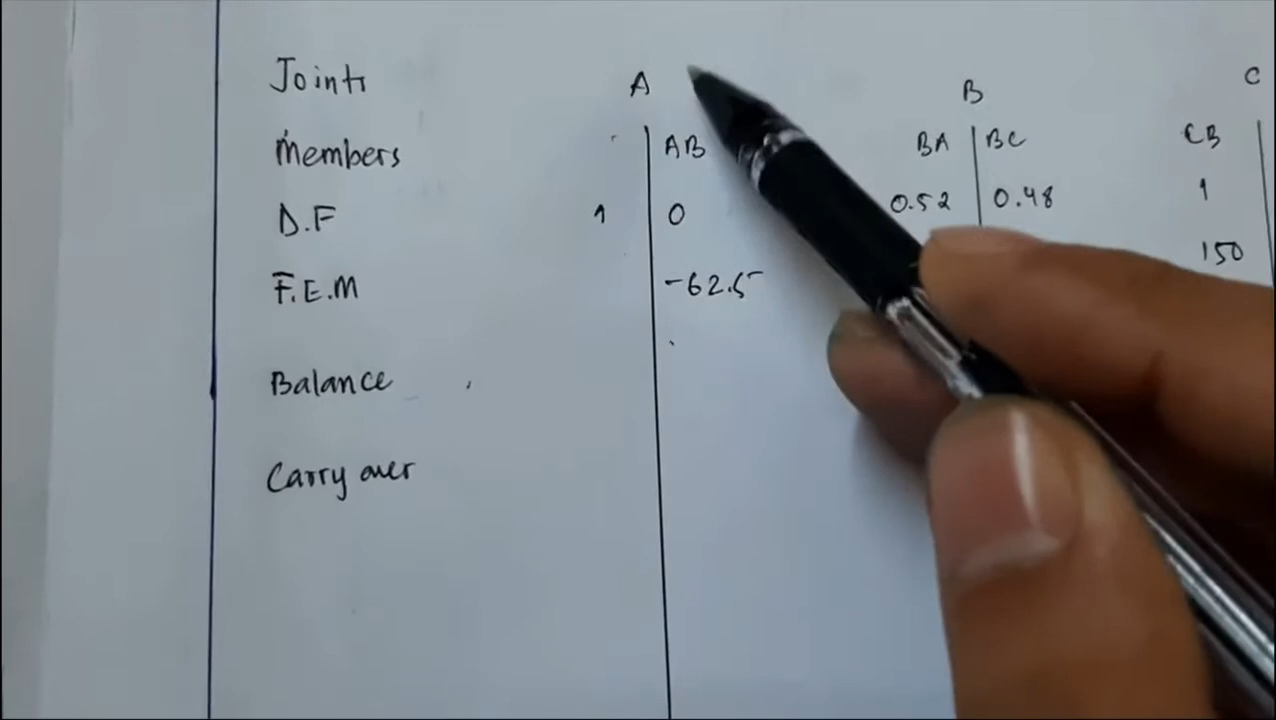 Joints A B C
Members AB BA BC CB
D.F 1 0 0.52 0.48 1
F.E.M -62.5 150
Balance
Carry over